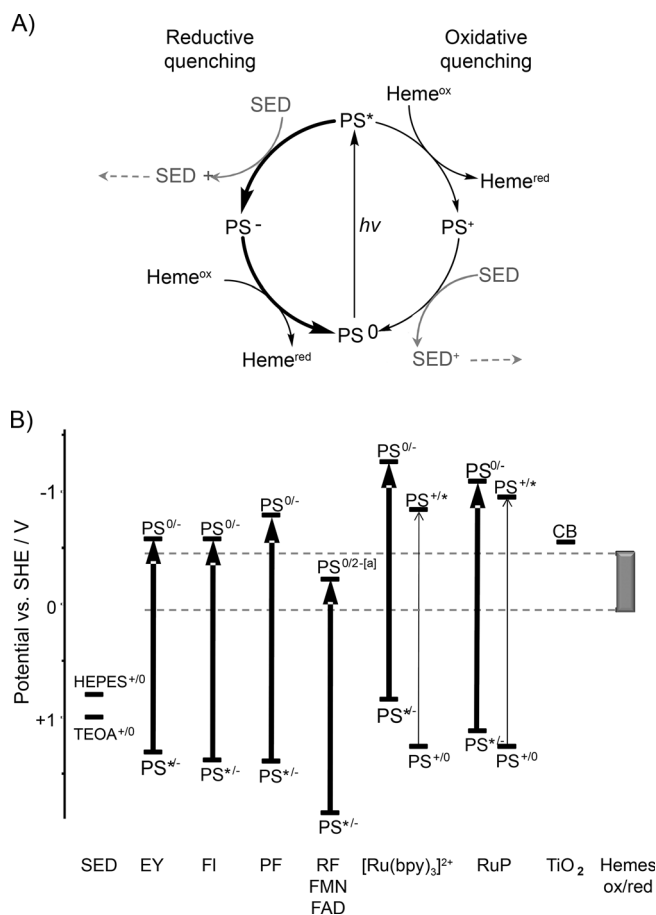 A)
Reductive
quenching
Oxidative
quenching
SED
Heme^ox
PS*
SED +
Heme^red
PS-
hv
PS+
Heme^ox
SED
PS 0
Heme^red
SED+
B)
Potential vs. SHE / V
-1
0
+1
PS^0/-
PS^0/-
PS^0/-
PS^0/2-[a]
PS^0/-
PS^+/*
PS^0/-
PS^+/*
CB
HEPES^+/0
TEOA^+/0
PS^*/-
PS^*/-
PS^*/-
PS^*/-
PS^*/-
PS^+/0
PS^*/-
PS^+/0
SED EY Fl PF RF [Ru(bpy)₃]²⁺ RuP TiO₂ Hemes
FMN ox/red
FAD